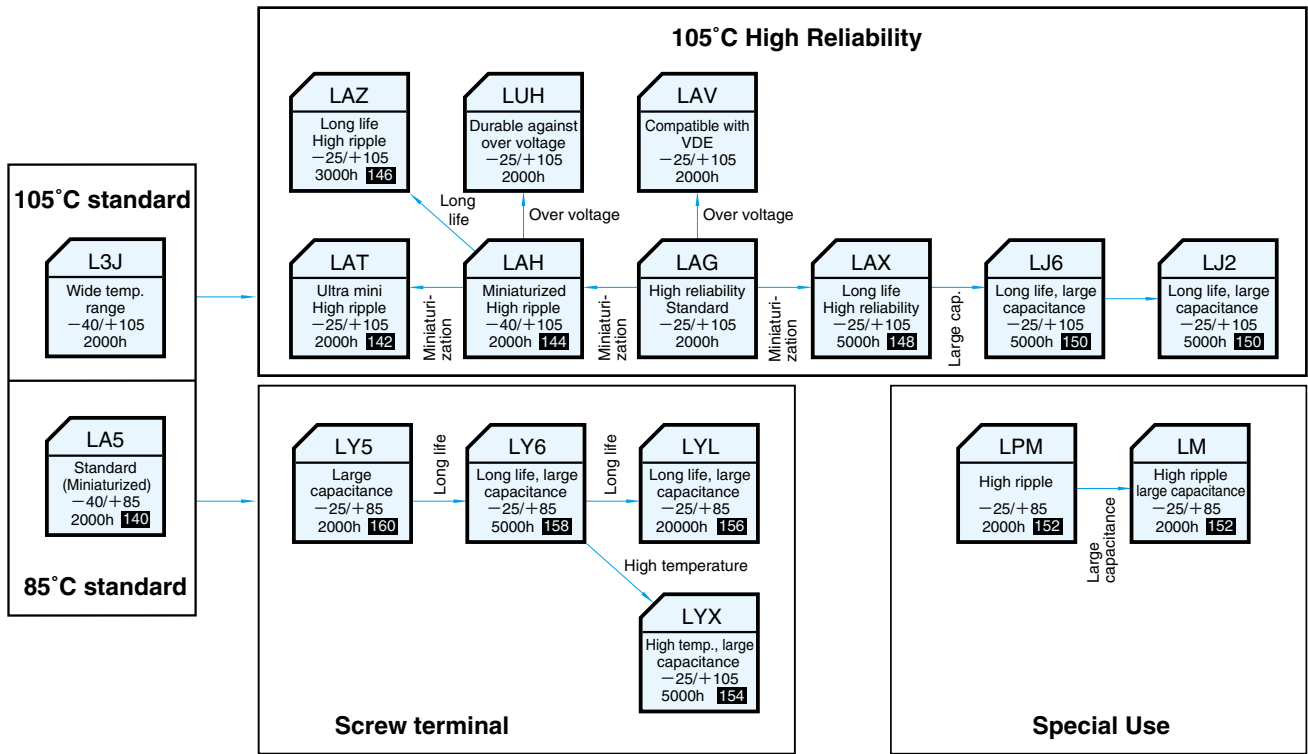 105˚C High Reliability
LAZ
Long life
High ripple
−25/+105
3000h 146
LUH
Durable against
over voltage
−25/+105
2000h
LAV
Compatible with
VDE
−25/+105
2000h
Long
life
Over voltage
Over voltage
105˚C standard
L3J
Wide temp.
range
−40/+105
2000h
LAT
Ultra mini
High ripple
−25/+105
2000h 142
Miniaturi-
zation
LAH
Miniaturized
High ripple
−40/+105
2000h 144
Miniaturi-
zation
LAG
High reliability
Standard
−25/+105
2000h
Miniaturi-
zation
LAX
Long life
High reliability
−25/+105
5000h 148
Large cap.
LJ6
Long life, large
capacitance
−25/+105
5000h 150
LJ2
Long life, large
capacitance
−25/+105
5000h 150
LA5
Standard
(Miniaturized)
−40/+85
2000h 140
85˚C standard
LY5
Large
capacitance
−25/+85
2000h 160
Long life
LY6
Long life, large
capacitance
−25/+85
5000h 158
Long life
LYL
Long life, large
capacitance
−25/+85
20000h 156
High temperature
LYX
High temp., large
capacitance
−25/+105
5000h 154
Screw terminal
LPM
High ripple
−25/+85
2000h 152
Large
capacitance
LM
High ripple
large capacitance
−25/+85
2000h 152
Special Use